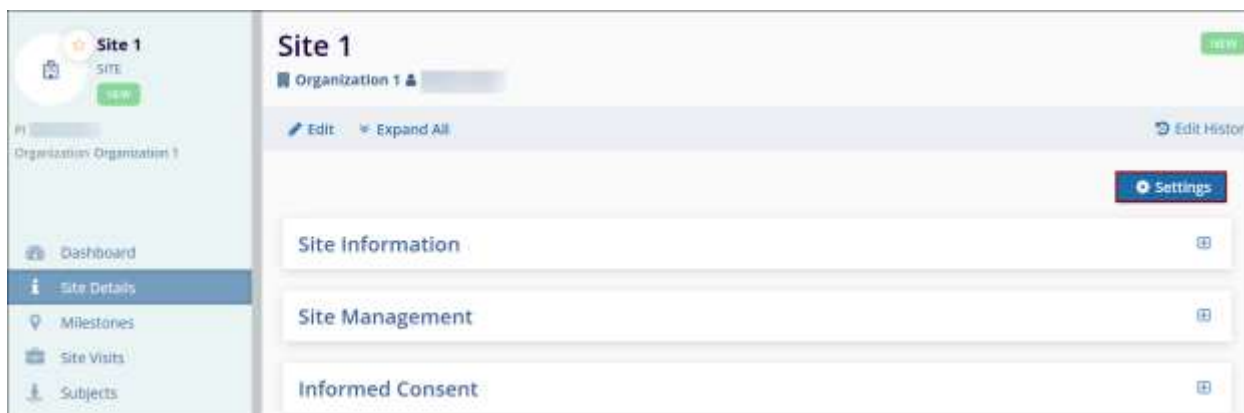 Site 1
SITE
NEW
PI
Organization Organization 1
Dashboard
Site Details
Milestones
Site Visits
Subjects
Site 1
NEW
Organization 1
Edit
Expand All
Edit Histor
Settings
Site Information
Site Management
Informed Consent